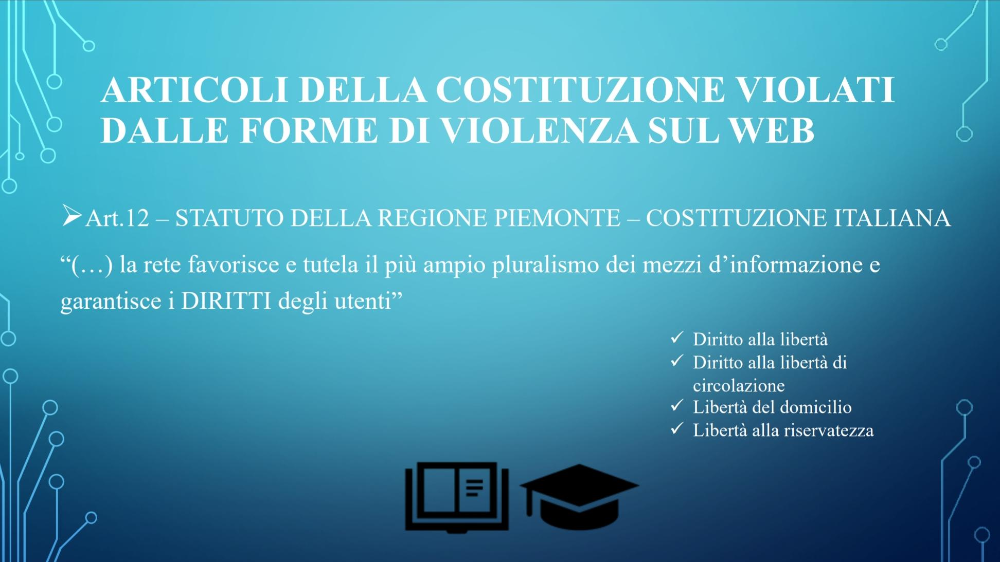 ARTICOLI DELLA COSTITUZIONE VIOLATI
DALLE FORME DI VIOLENZA SUL WEB
Art.12 – STATUTO DELLA REGIONE PIEMONTE – COSTITUZIONE ITALIANA
“(…) la rete favorisce e tutela il più ampio pluralismo dei mezzi d’informazione e
garantisce i DIRITTI degli utenti”
✓ Diritto alla libertà
✓ Diritto alla libertà di
circolazione
✓ Libertà del domicilio
✓ Libertà alla riservatezza